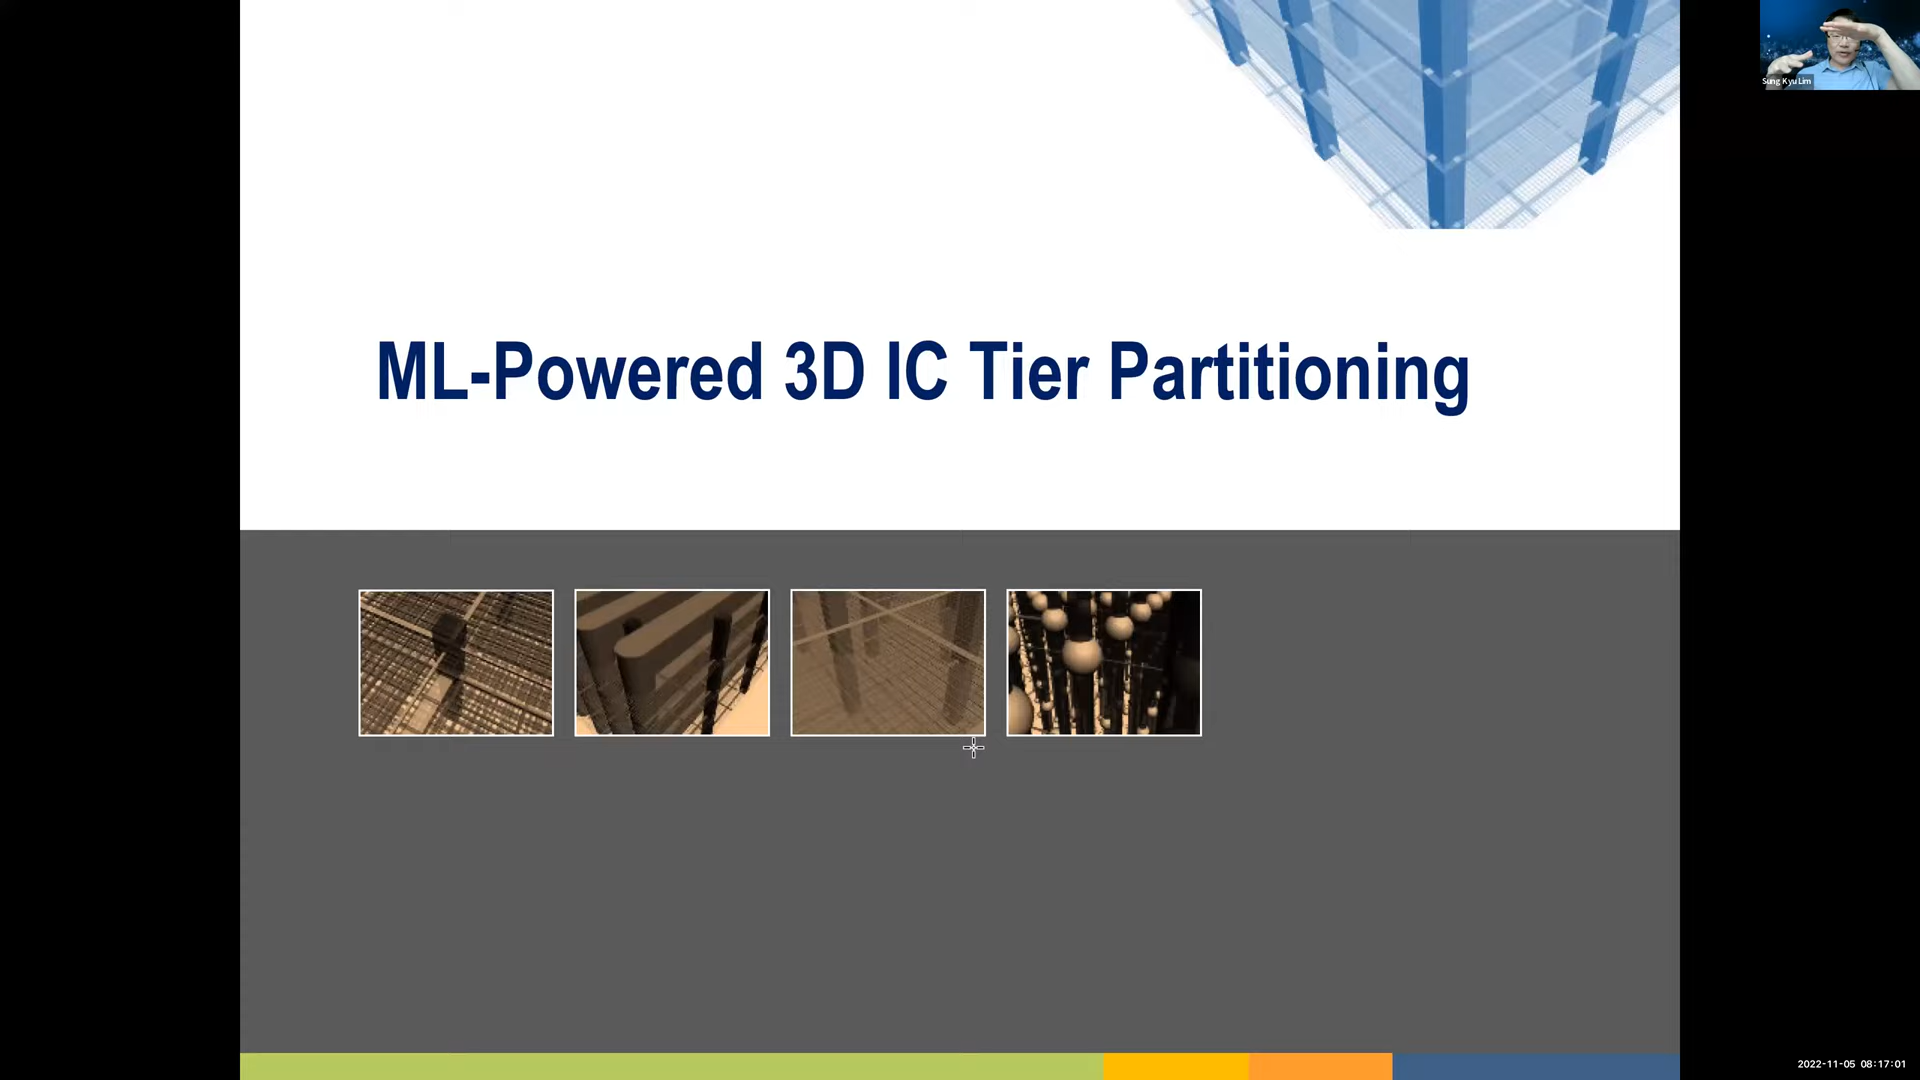 Sung Kyu Lim
ML-Powered 3D IC Tier Partitioning
2022-11-05 08:17:01